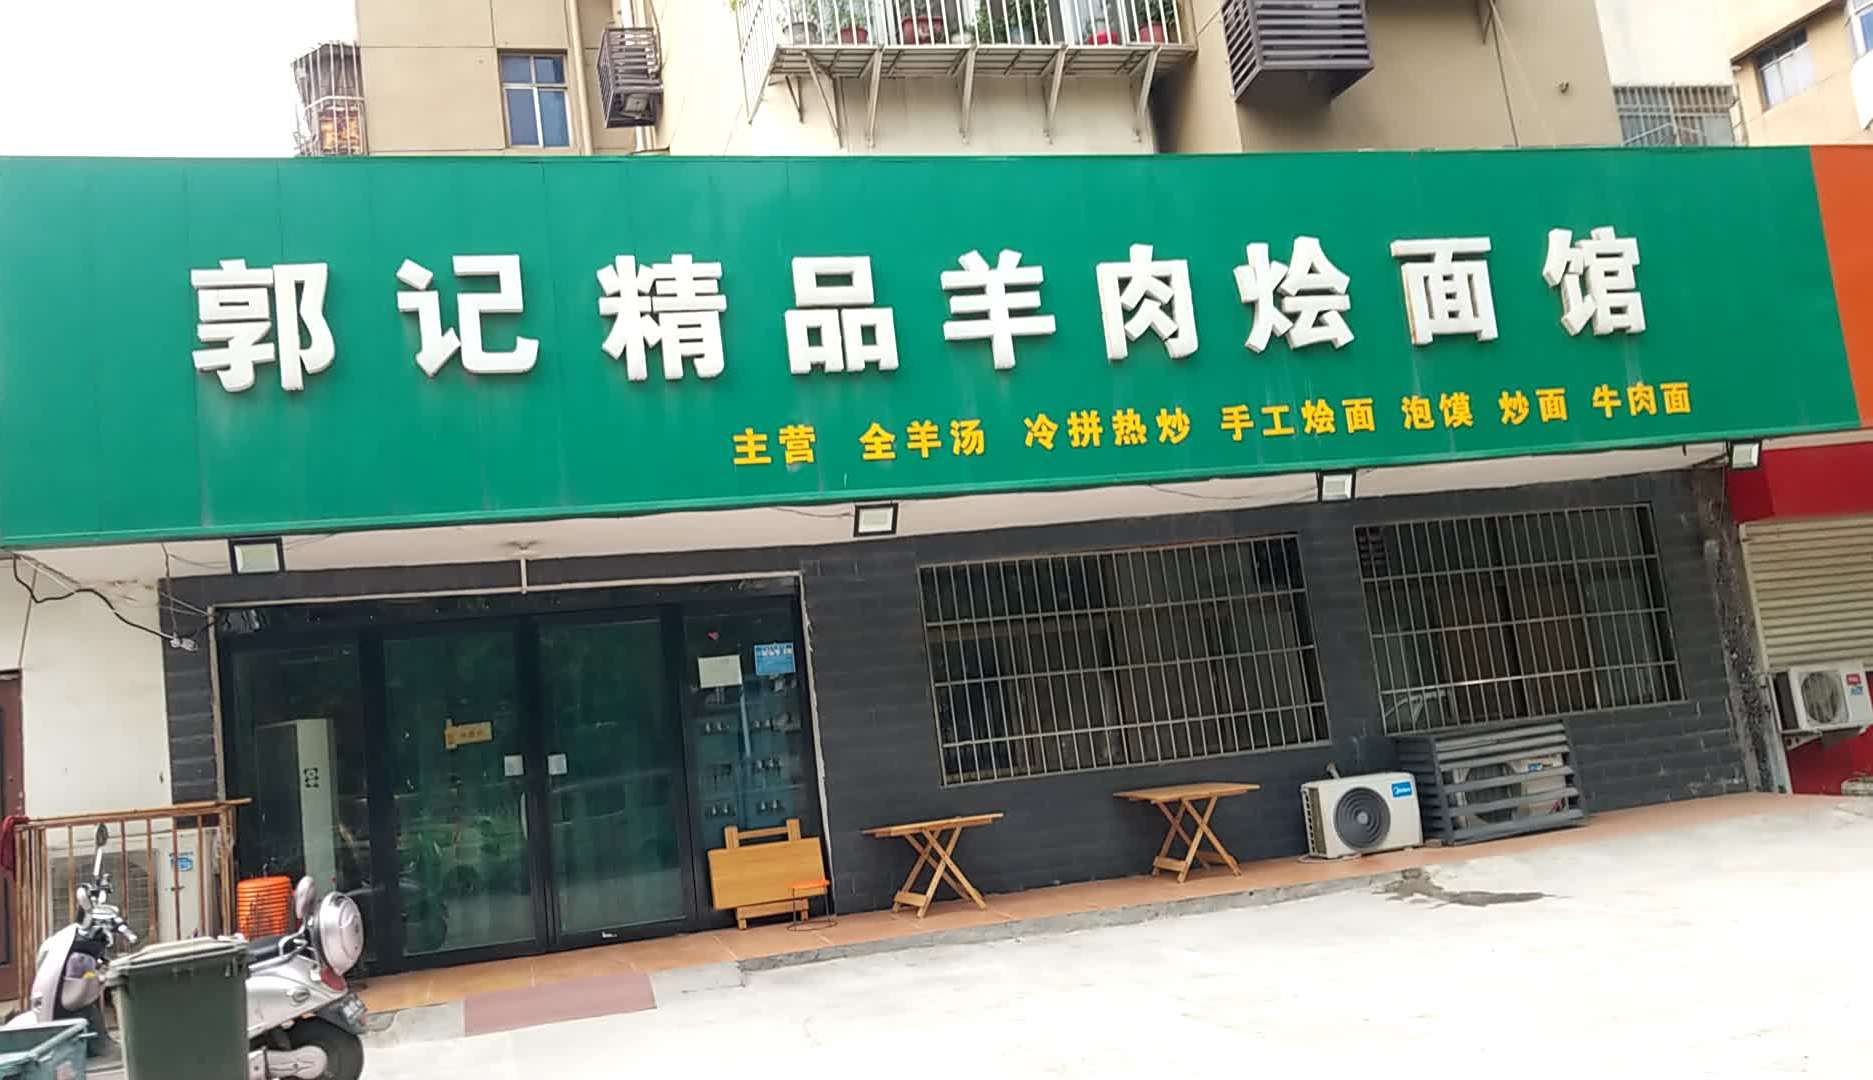 郭记精品羊肉烩面馆
主营 全羊汤 冷拼热炒 手工烩面 泡馍 炒面 牛肉面
Midea